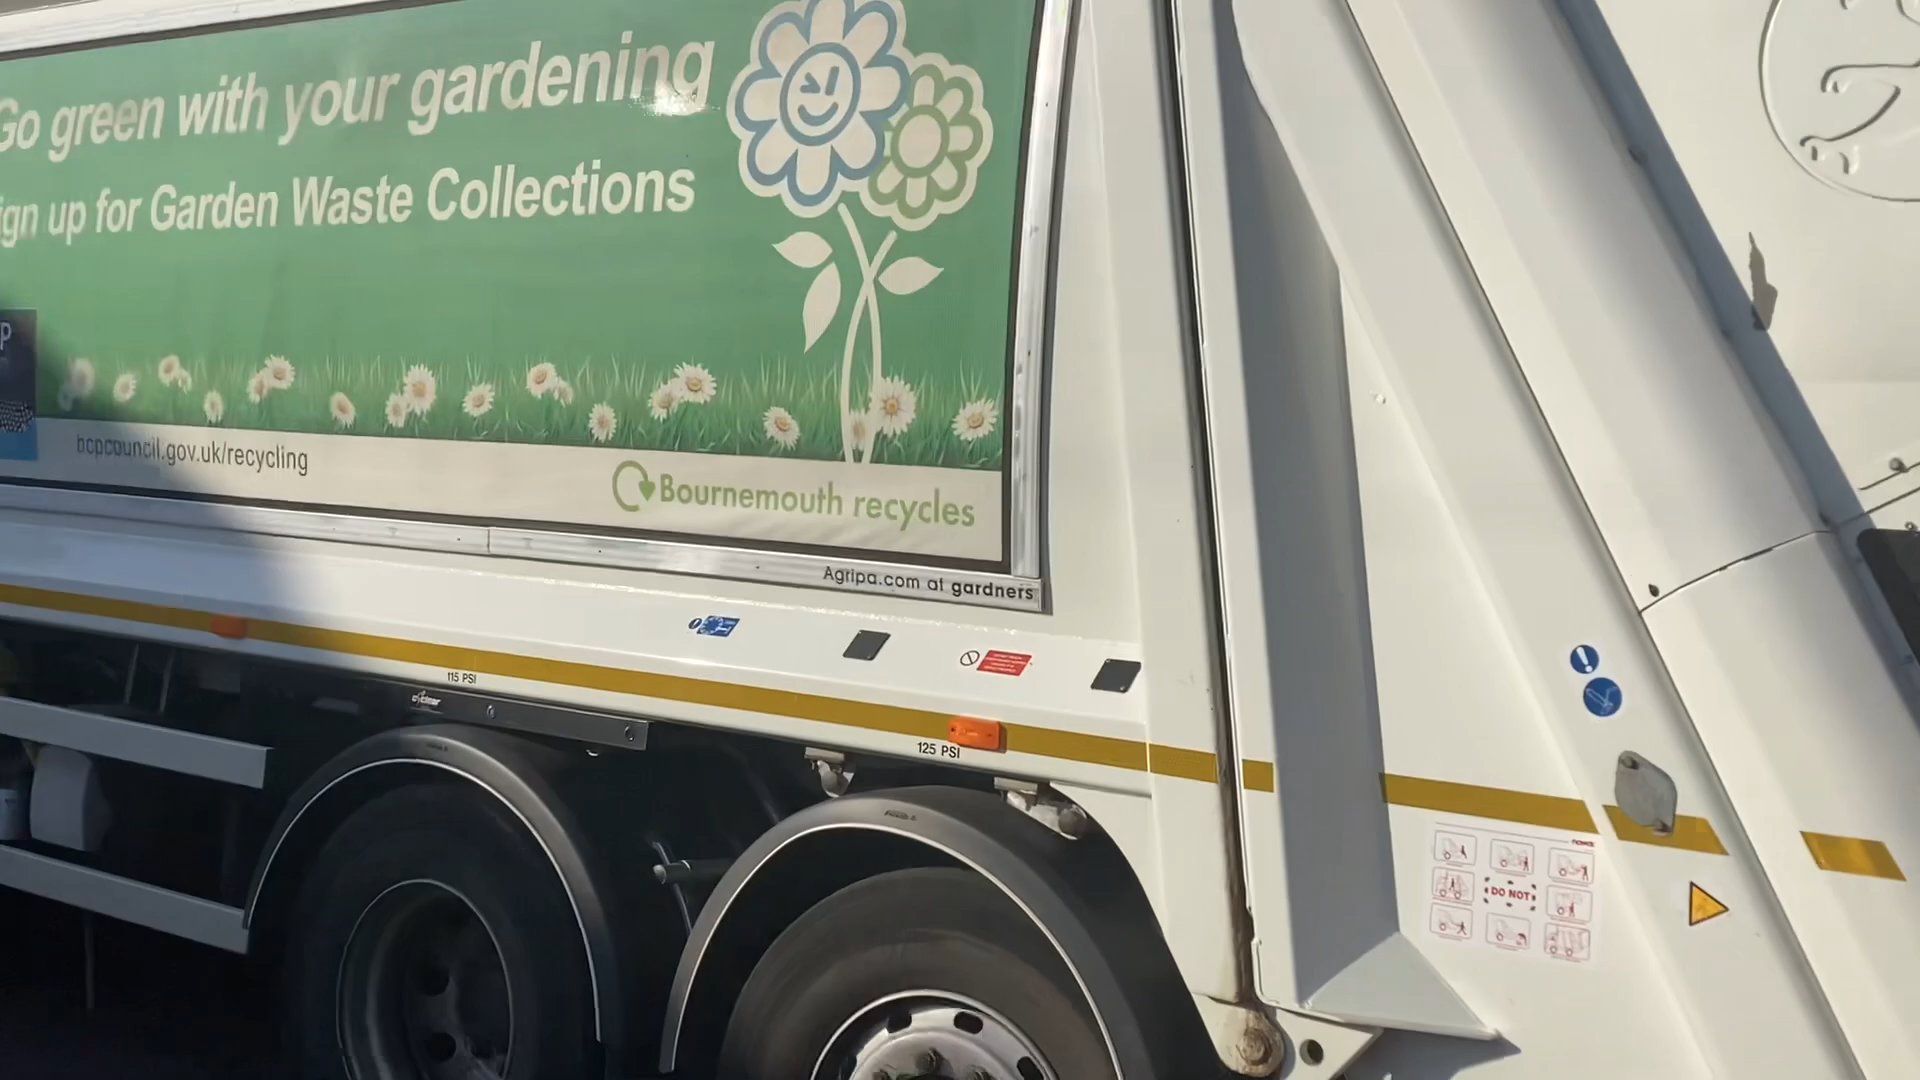 Go green with your gardening
ign up for Garden Waste Collections
p
bcpcouncil.gov.uk/recycling
Bournemouth recycles
Agripa.com at gardners
115 PSI
125 PSI
DO NOT